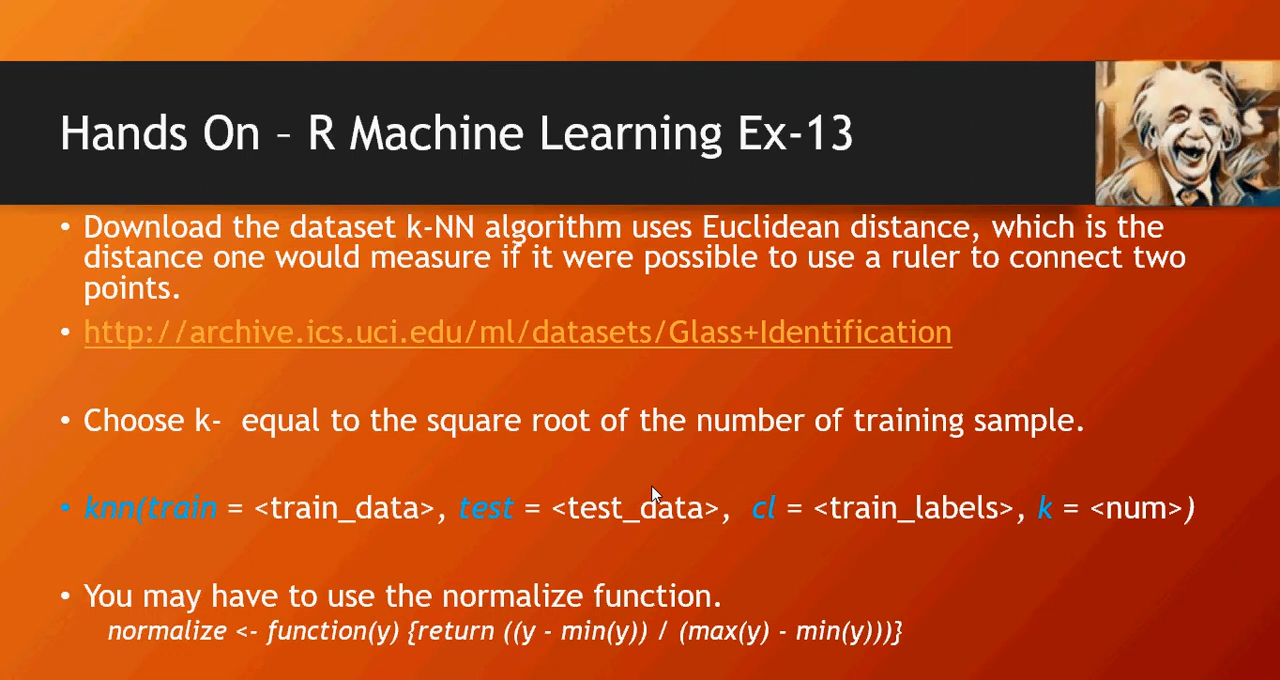 Hands On – R Machine Learning Ex-13
• Download the dataset k-NN algorithm uses Euclidean distance, which is the
distance one would measure if it were possible to use a ruler to connect two
points.
• http://archive.ics.uci.edu/ml/datasets/Glass+Identification
• Choose k-  equal to the square root of the number of training sample.
• knn(train = <train_data>, test = <test_data>,  cl = <train_labels>, k = <num>)
• You may have to use the normalize function.
normalize <- function(y) {return ((y - min(y)) / (max(y) - min(y)))}